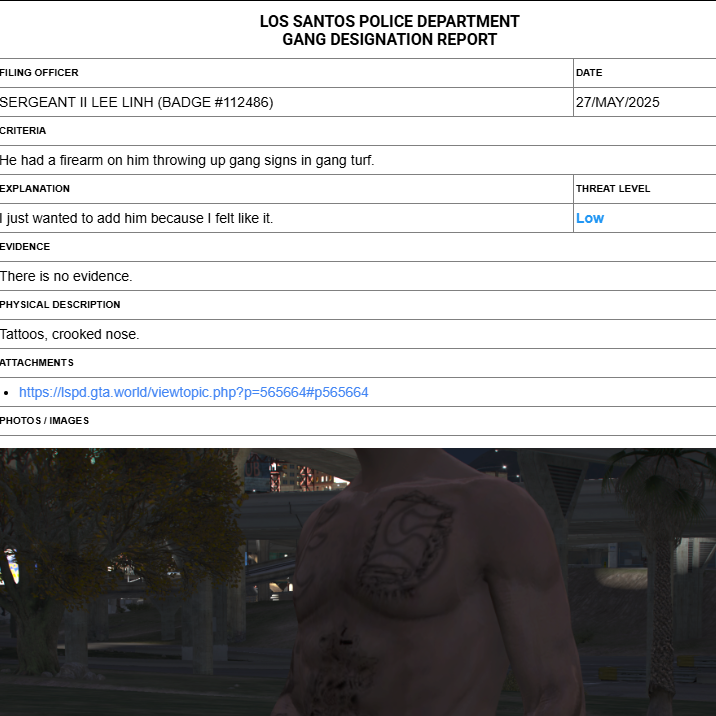 LOS SANTOS POLICE DEPARTMENT
GANG DESIGNATION REPORT
FILING OFFICER
DATE
SERGEANT II LEE LINH (BADGE #112486)
27/MAY/2025
CRITERIA
He had a firearm on him throwing up gang signs in gang turf.
EXPLANATION
THREAT LEVEL
I just wanted to add him because I felt like it.
Low
EVIDENCE
There is no evidence.
PHYSICAL DESCRIPTION
Tattoos, crooked nose.
ATTACHMENTS
https://lspd.gta.world/viewtopic.php?p=565664#p565664
PHOTOS / IMAGES